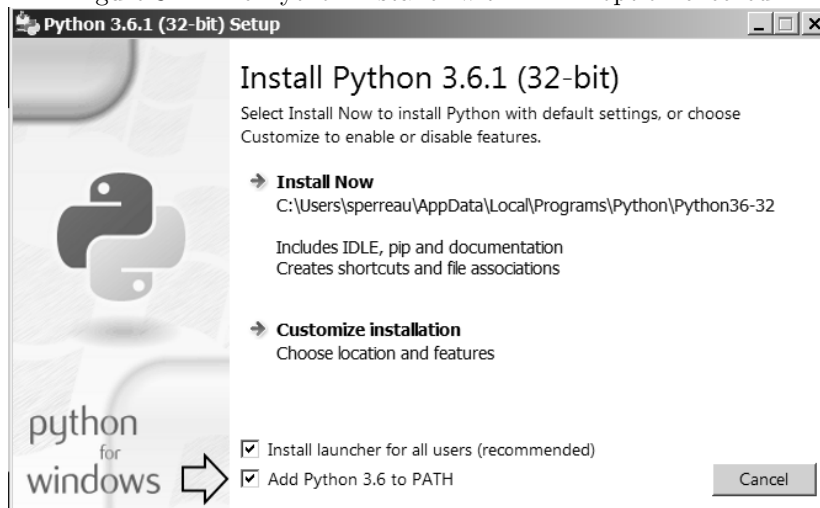 Python 3.6.1 (32-bit) Setup
Install Python 3.6.1 (32-bit)
Select Install Now to install Python with default settings, or choose
Customize to enable or disable features.
Install Now
C:\Users\sperreau\AppData\Local\Programs\Python\Python36-32
Includes IDLE, pip and documentation
Creates shortcuts and file associations
Customize installation
Choose location and features
python
for
windows
Install launcher for all users (recommended)
Add Python 3.6 to PATH
Cancel